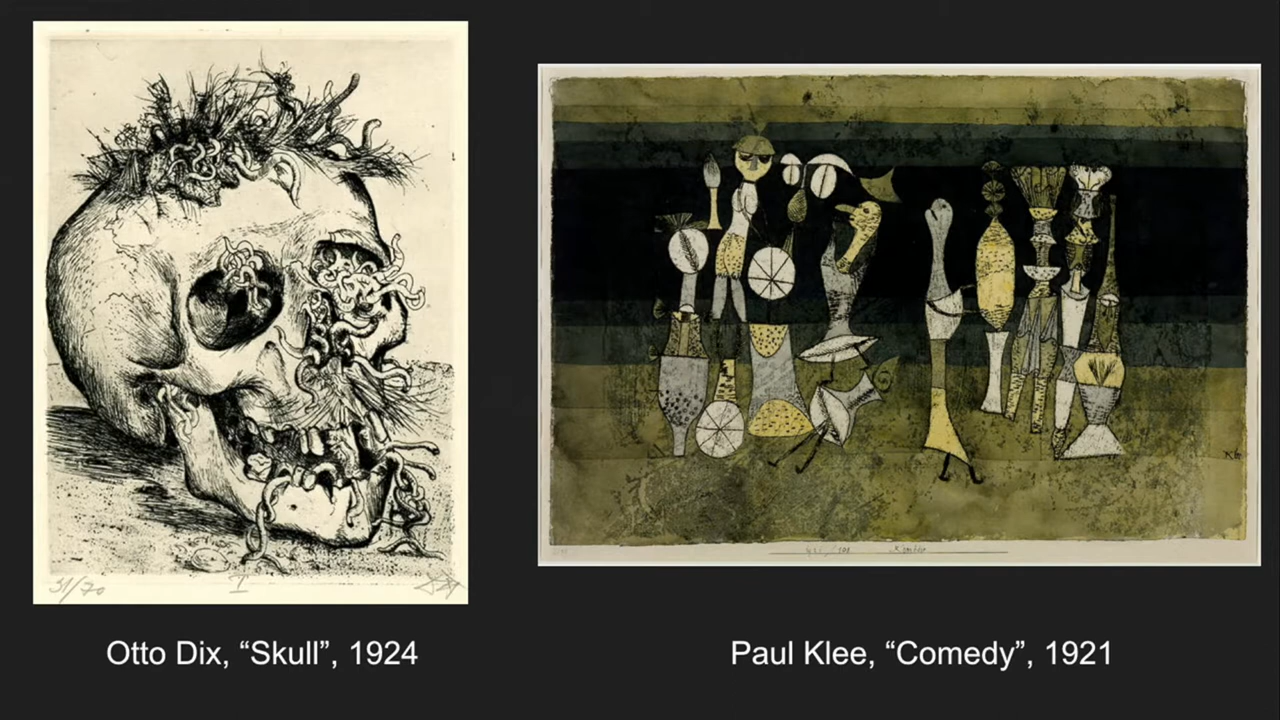 31/70
I
Otto Dix, “Skull”, 1924
Paul Klee, “Comedy”, 1921